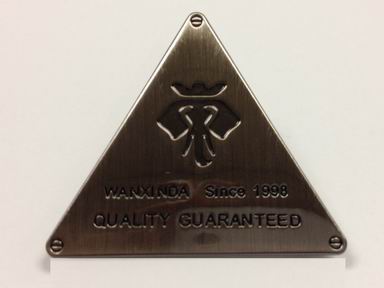 WANXINDA Since 1998
QUALITY GUARANTEED